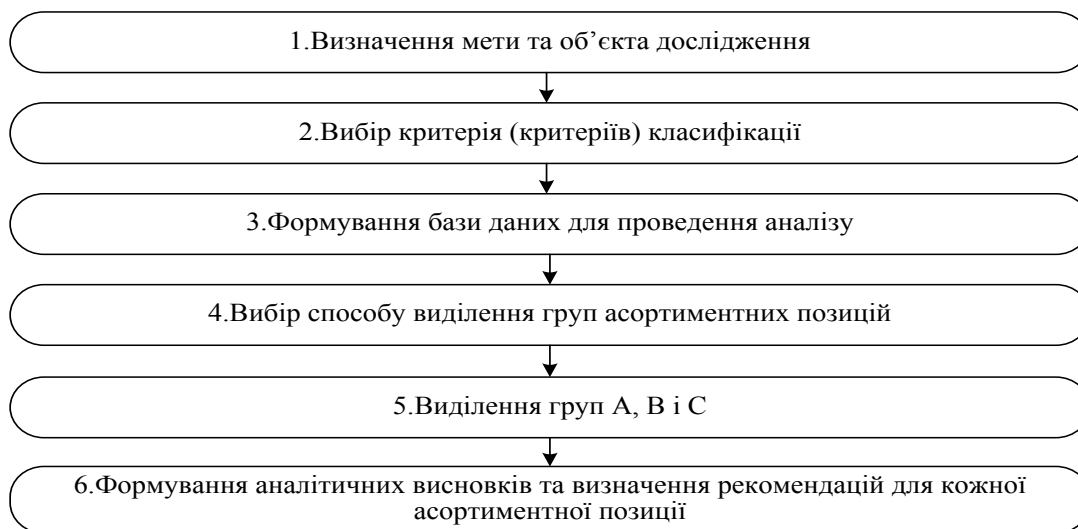 1.Визначення мети та об’єкта дослідження
2.Вибір критерія (критеріїв) класифікації
3.Формування бази даних для проведення аналізу
4.Вибір способу виділення груп асортиментних позицій
5.Виділення груп А, В і С
6.Формування аналітичних висновків та визначення рекомендацій для кожної
асортиментної позиції